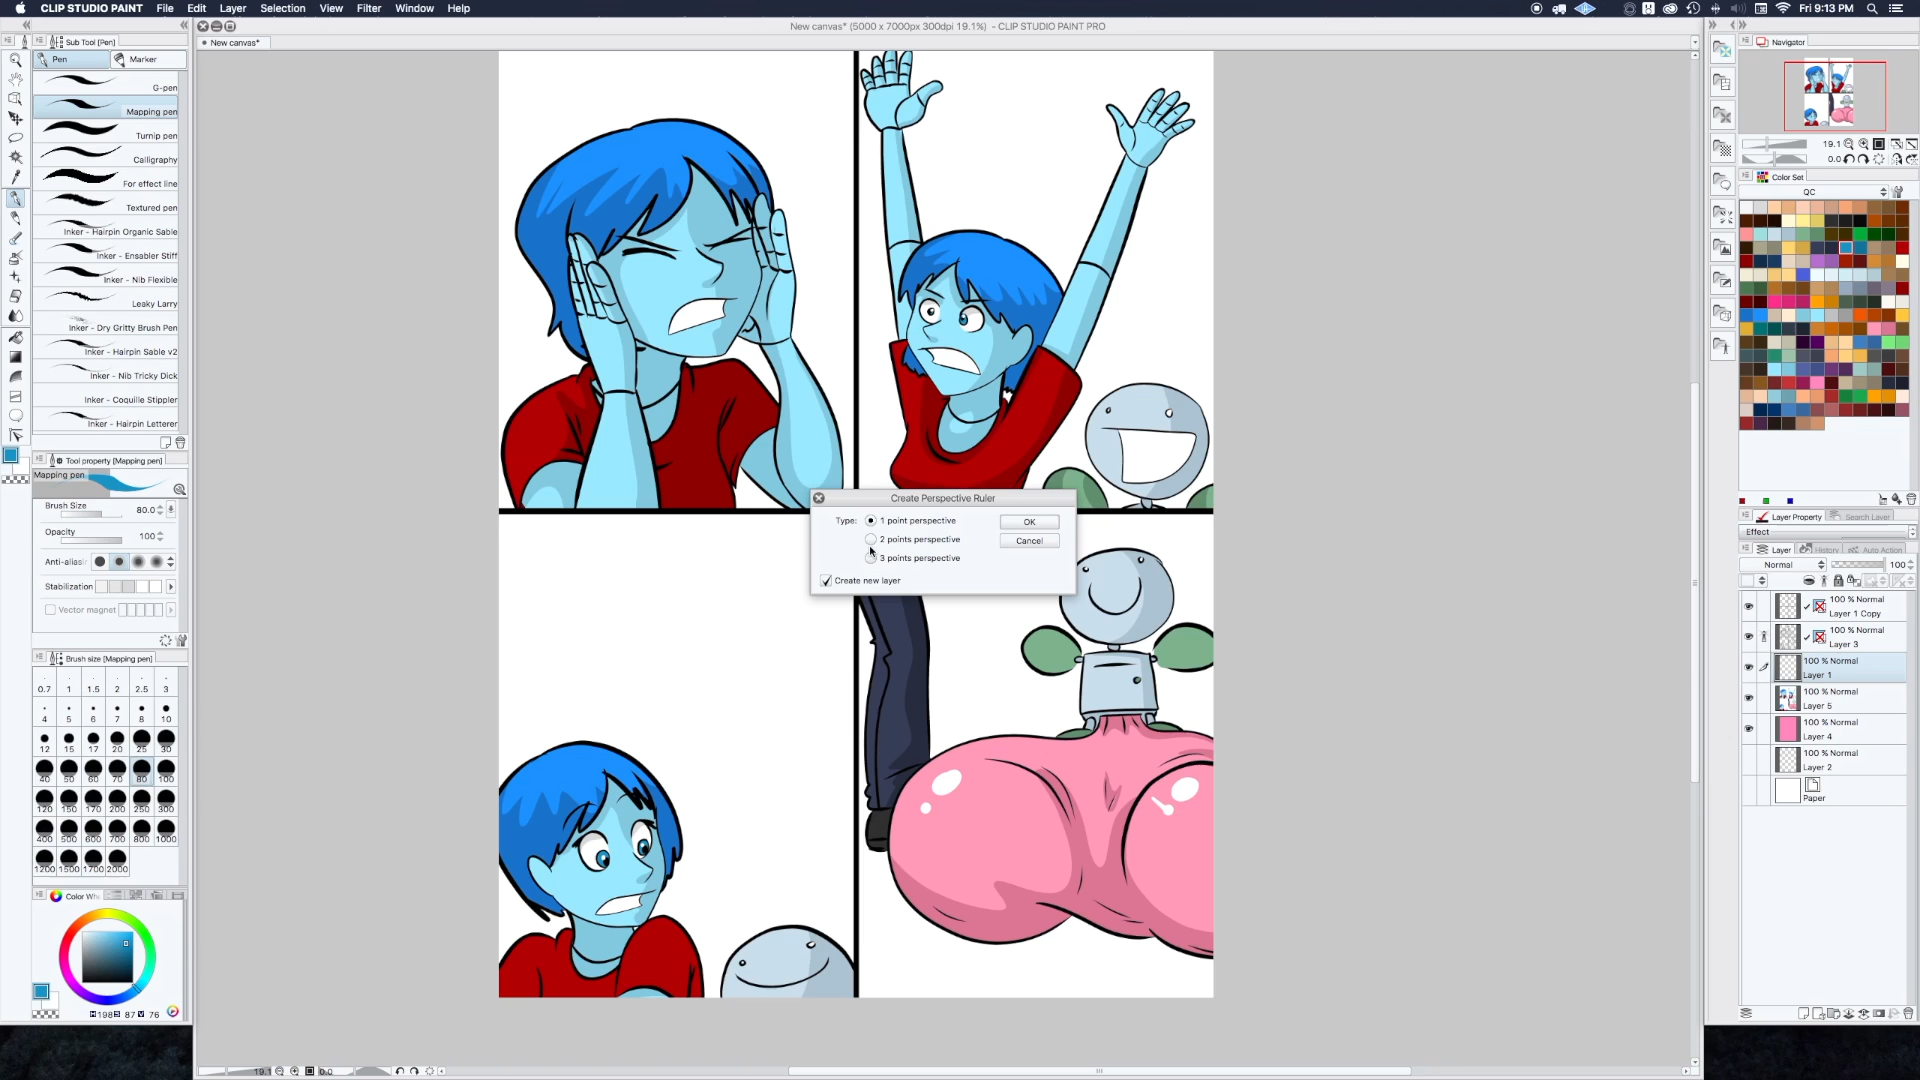 CLIP STUDIO PAINT File Edit Layer Selection View Filter Window Help
Fri 9:13 PM
New canvas* (5000 x 7000px 300dpi 19.1%) - CLIP STUDIO PAINT PRO
Sub Tool [Pen]
New canvas*
Navigator
Pen
Marker
G-pen
Mapping pen
Turnip pen
Calligraphy
For effect line
Textured pen
Inker - Hairpin Organic Sable
Inker - Ensabler Stiff
Inker - Nib Flexible
Leaky Larry
Inker - Dry Gritty Brush Pen
Inker - Hairpin Sable v2
Inker - Nib Tricky Dick
Inker - Coquille Stippler
Inker - Hairpin Letterer
Tool property [Mapping pen]
Mapping pen
Brush Size 80.0
Opacity 100
Anti-aliasin
Stabilization
Vector magnet
Brush size [Mapping pen]
0.7 1 1.5 2 2.5 3
4 5 6 7 8 10
12 15 17 20 25 30
40 50 60 70 80 100
120 150 170 200 250 300
400 500 600 700 800 1000
1200 1500 1700 2000
Color Whe
198 87 76
Create Perspective Ruler
Type: 1 point perspective
2 points perspective
3 points perspective
Create new layer
OK
Cancel
19.1
0.0
19.1
0.0
Color Set
QC
Layer Property
Search Layer
Effect
Layer
History
Auto Action
Normal 100
100 % Normal
Layer 1 Copy
100 % Normal
Layer 3
100 % Normal
Layer 1
100 % Normal
Layer 5
100 % Normal
Layer 4
100 % Normal
Layer 2
Paper